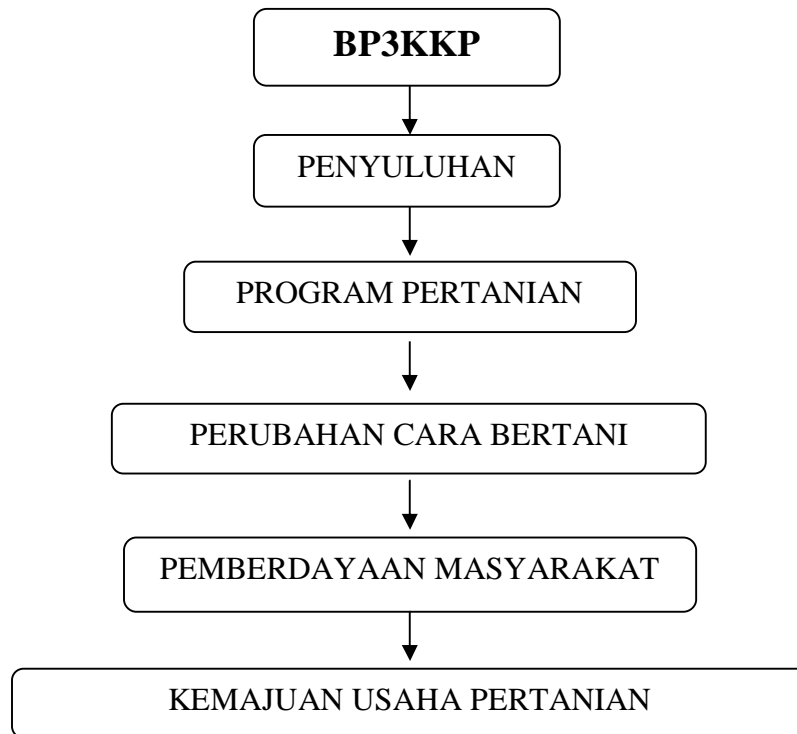 BP3KKP
PENYULUHAN
PROGRAM PERTANIAN
PERUBAHAN CARA BERTANI
PEMBERDAYAAN MASYARAKAT
KEMAJUAN USAHA PERTANIAN